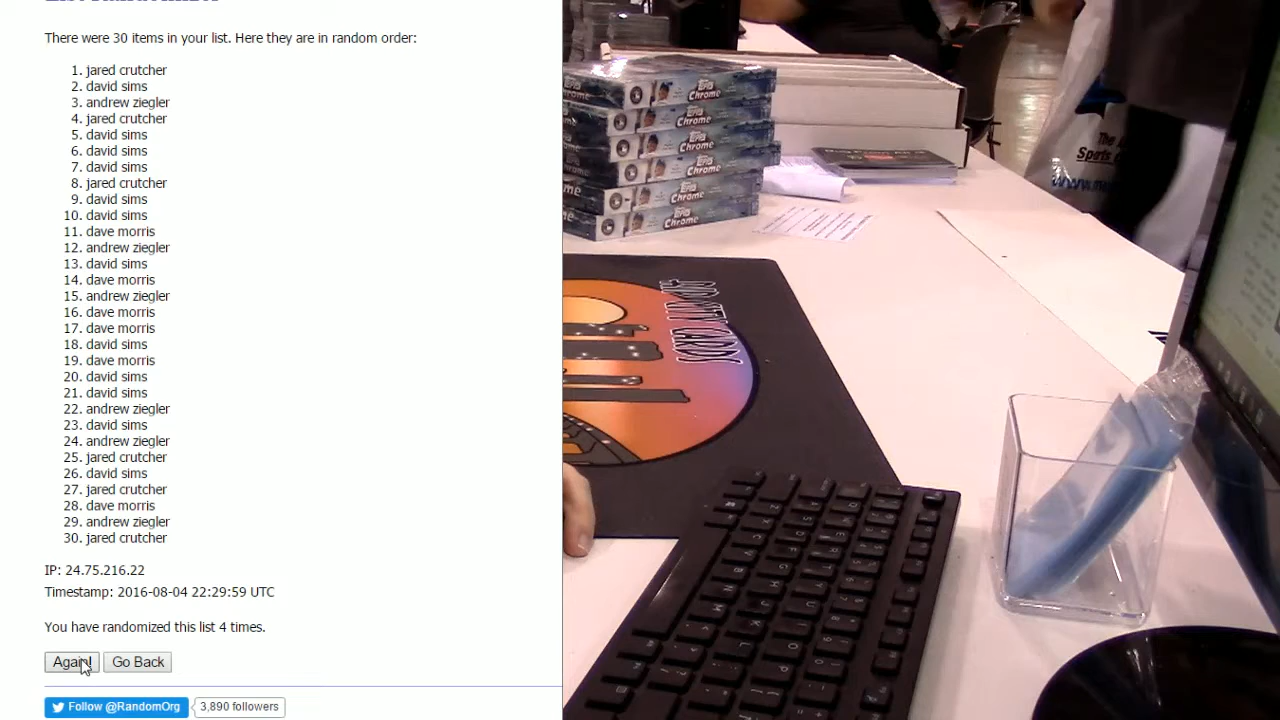 There were 30 items in your list. Here they are in random order:
1. jared crutcher
2. david sims
3. andrew ziegler
4. jared crutcher
5. david sims
6. david sims
7. david sims
8. jared crutcher
9. david sims
10. david sims
11. dave morris
12. andrew ziegler
13. david sims
14. dave morris
15. andrew ziegler
16. dave morris
17. dave morris
18. david sims
19. dave morris
20. david sims
21. david sims
22. andrew ziegler
23. david sims
24. andrew ziegler
25. jared crutcher
26. david sims
27. jared crutcher
28. dave morris
29. andrew ziegler
30. jared crutcher
IP: 24.75.216.22
Timestamp: 2016-08-04 22:29:59 UTC
You have randomized this list 4 times.
Again! Go Back
Follow @RandomOrg 3,890 followers
Topps Chrome
Chrome
Topps Chrome
Topps Chrome
Topps Chrome
Topps Chrome
CARDS
The
Sports
www.m